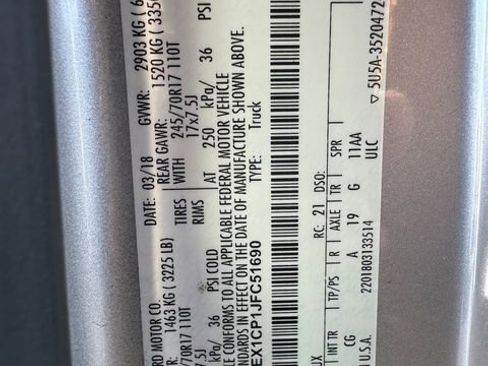 RD MOTOR CO. DATE: 03/18 GVWR: 2903 KG (6
1463 KG ( 3225 LB) REAR GAWR: 1520 KG ( 335
70R17 110T TIRES WITH 245/70R17 110T
7.5J RIMS 17x7.5J
kPa/ 36 PSI COLD AT 250 kPa/ 36 PSI
LE CONFORMS TO ALL APPLICABLE FEDERAL MOTOR VEHICLE
EFFECT ON THE DATE OF MANUFACTURE SHOWN ABOVE.
EX1CP1JFC51690 TYPE: Truck
UX RC: 21 DSO:
INT TR TP/PS R AXLE TR SPR
CG A 19 G 11AA
U.S.A. 2201803133514 ULC
▽ 5U5A-3520472